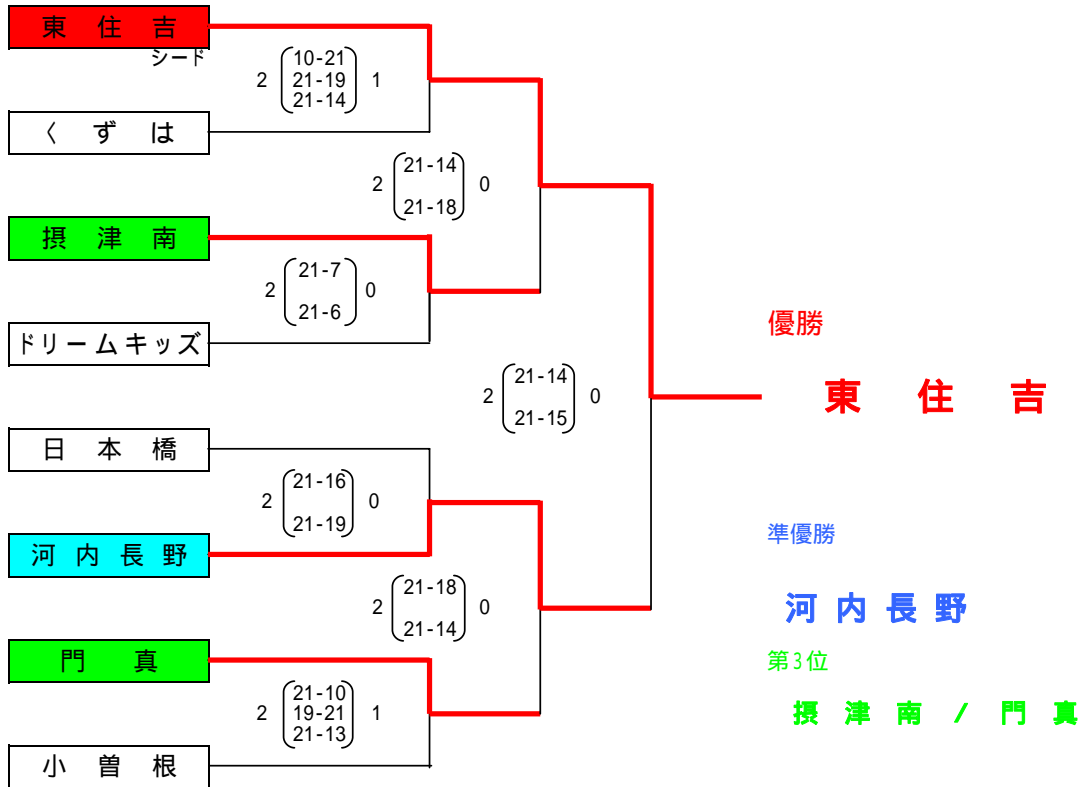 東住吉
シード
10-21
2 21-19 1
21-14
くずは
21-14
2 0
21-18
摂津南
21-7
2 0
21-6
ドリームキッズ
優勝
東住吉
21-14
2 0
21-15
日本橋
21-16
2 0
21-19
河内長野
準優勝
河内長野
21-18
2 0
21-14
門真
第3位
摂津南/門真
21-10
2 19-21 1
21-13
小曽根